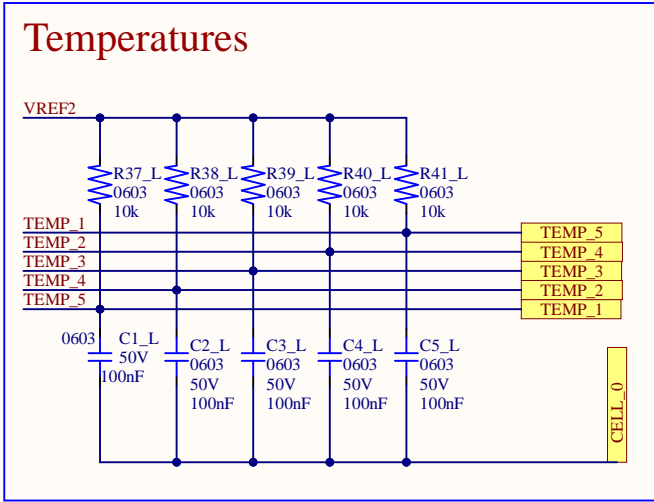 Temperatures
VREF2
R37_L
0603
10k
R38_L
0603
10k
R39_L
0603
10k
R40_L
0603
10k
R41_L
0603
10k
TEMP_1
TEMP_2
TEMP_3
TEMP_4
TEMP_5
TEMP_5
TEMP_4
TEMP_3
TEMP_2
TEMP_1
0603
C1_L
50V
100nF
C2_L
0603
50V
100nF
C3_L
0603
50V
100nF
C4_L
0603
50V
100nF
C5_L
0603
50V
100nF
CELL_0